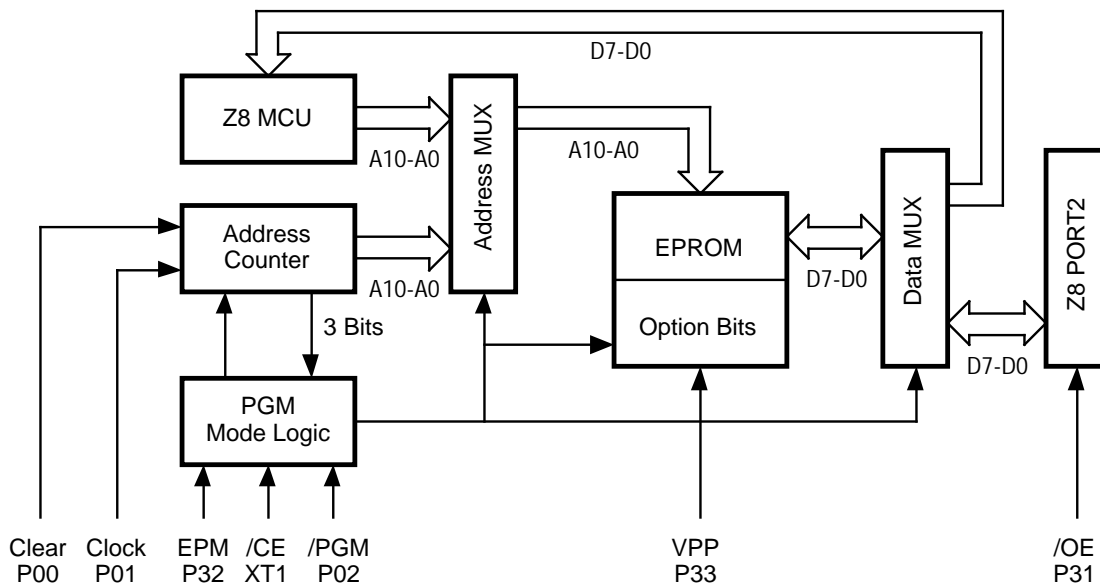 D7-D0
Z8 MCU
A10-A0
Address MUX
A10-A0
Address
Counter
A10-A0
3 Bits
EPROM
Option Bits
D7-D0
Data MUX
Z8 PORT2
D7-D0
PGM
Mode Logic
Clear
P00
Clock
P01
EPM
P32
/CE
XT1
/PGM
P02
VPP
P33
/OE
P31